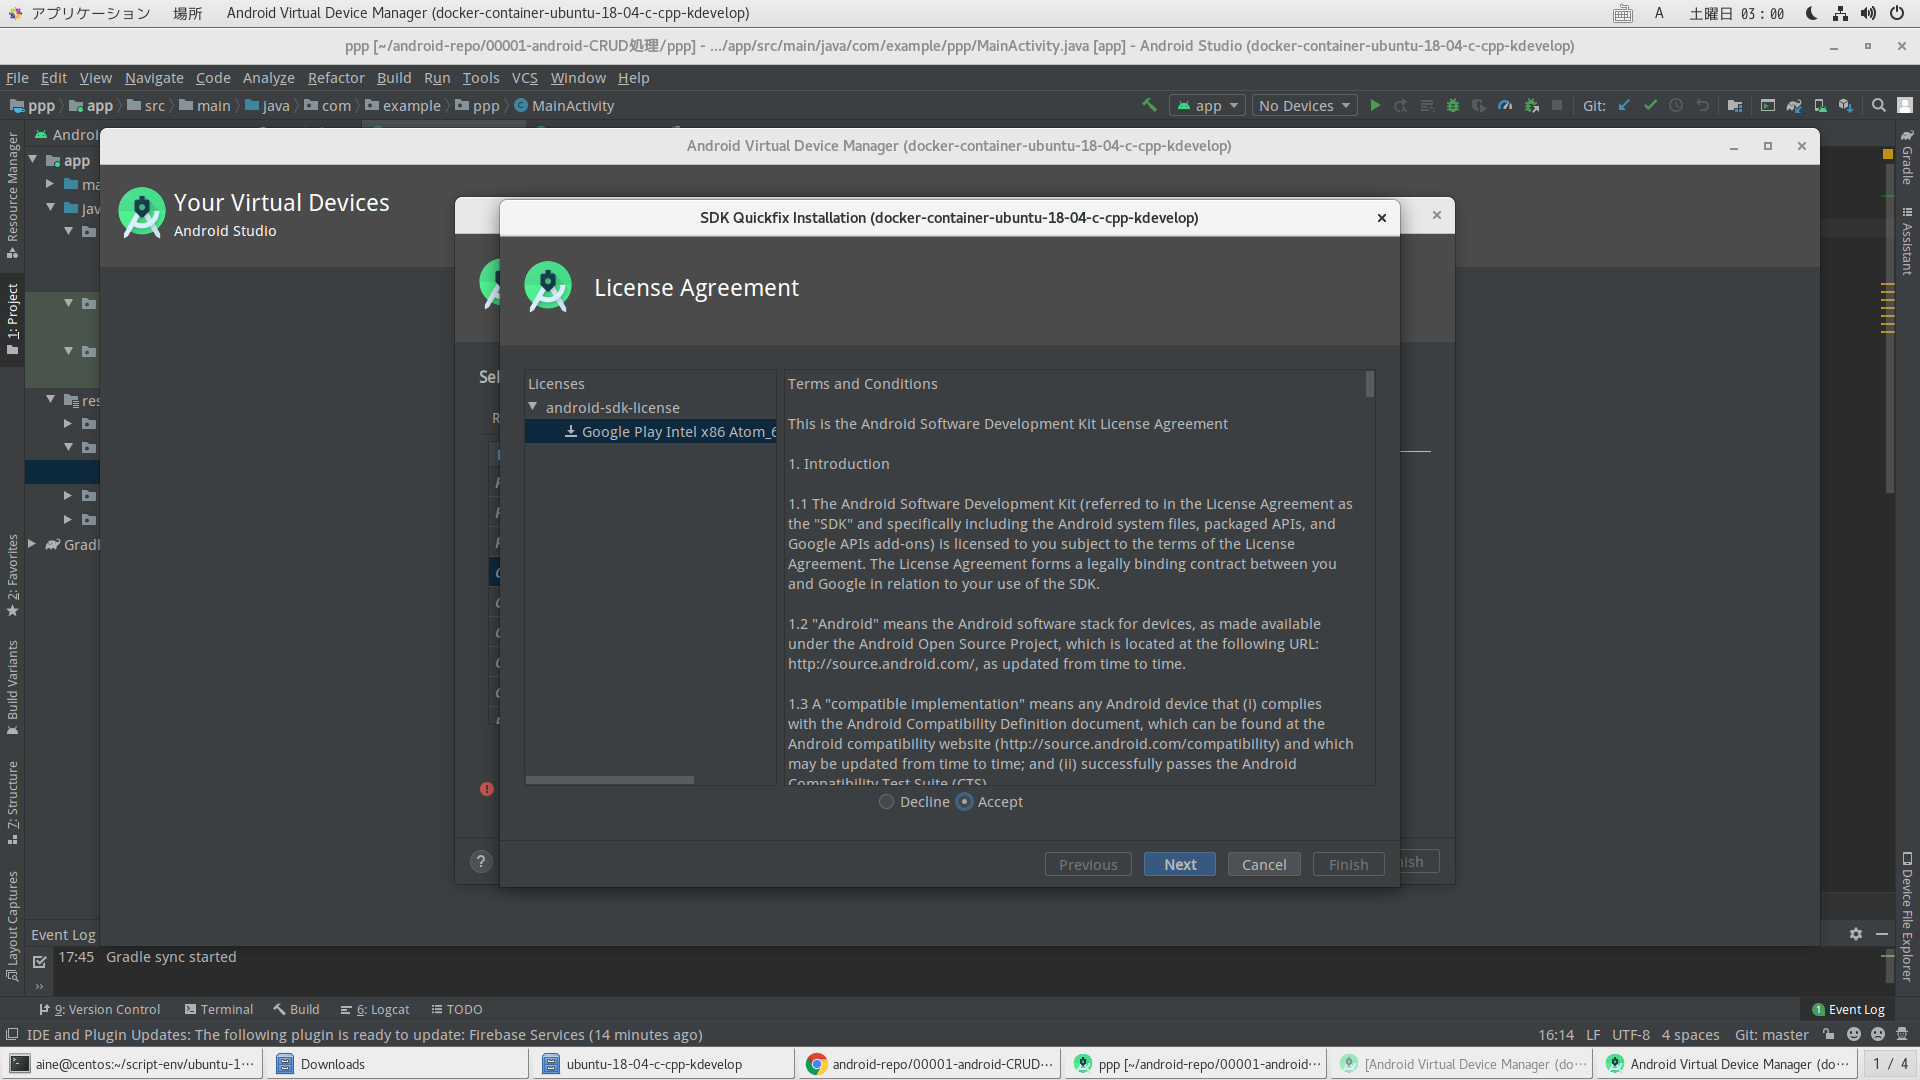 アプリケーション 場所 Android Virtual Device Manager (docker-container-ubuntu-18-04-c-cpp-kdevelop) A 土曜日 03：00
ppp [~/android-repo/00001-android-CRUD処理/ppp] - .../app/src/main/java/com/example/ppp/MainActivity.java [app] - Android Studio (docker-container-ubuntu-18-04-c-cpp-kdevelop)
File Edit View Navigate Code Analyze Refactor Build Run Tools VCS Window Help
ppp app src main java com example ppp MainActivity app No Devices Git:
Resource Manager
1: Project
2: Favorites
Build Variants
7: Structure
Layout Captures
Gradle
Assistant
Device File Explorer
app
Android Virtual Device Manager (docker-container-ubuntu-18-04-c-cpp-kdevelop)
Your Virtual Devices
Android Studio
SDK Quickfix Installation (docker-container-ubuntu-18-04-c-cpp-kdevelop)
License Agreement
Licenses
android-sdk-license
Google Play Intel x86 Atom_6
Terms and Conditions
This is the Android Software Development Kit License Agreement
1. Introduction
1.1 The Android Software Development Kit (referred to in the License Agreement as
the "SDK" and specifically including the Android system files, packaged APIs, and
Google APIs add-ons) is licensed to you subject to the terms of the License
Agreement. The License Agreement forms a legally binding contract between you
and Google in relation to your use of the SDK.
1.2 "Android" means the Android software stack for devices, as made available
under the Android Open Source Project, which is located at the following URL:
http://source.android.com/, as updated from time to time.
1.3 A "compatible implementation" means any Android device that (i) complies
with the Android Compatibility Definition document, which can be found at the
Android compatibility website (http://source.android.com/compatibility) and which
may be updated from time to time; and (ii) successfully passes the Android
Compatibility Test Suite (CTS)
Decline Accept
? Previous Next Cancel Finish
Event Log
17:45 Gradle sync started
9: Version Control Terminal Build 6: Logcat TODO 1 Event Log
IDE and Plugin Updates: The following plugin is ready to update: Firebase Services (14 minutes ago) 16:14 LF UTF-8 4 spaces Git: master
aine@centos:~/script-env/ubuntu-1··· Downloads ubuntu-18-04-c-cpp-kdevelop android-repo/00001-android-CRUD··· ppp [~/android-repo/00001-android··· [Android Virtual Device Manager (do··· Android Virtual Device Manager (do··· 1 / 4